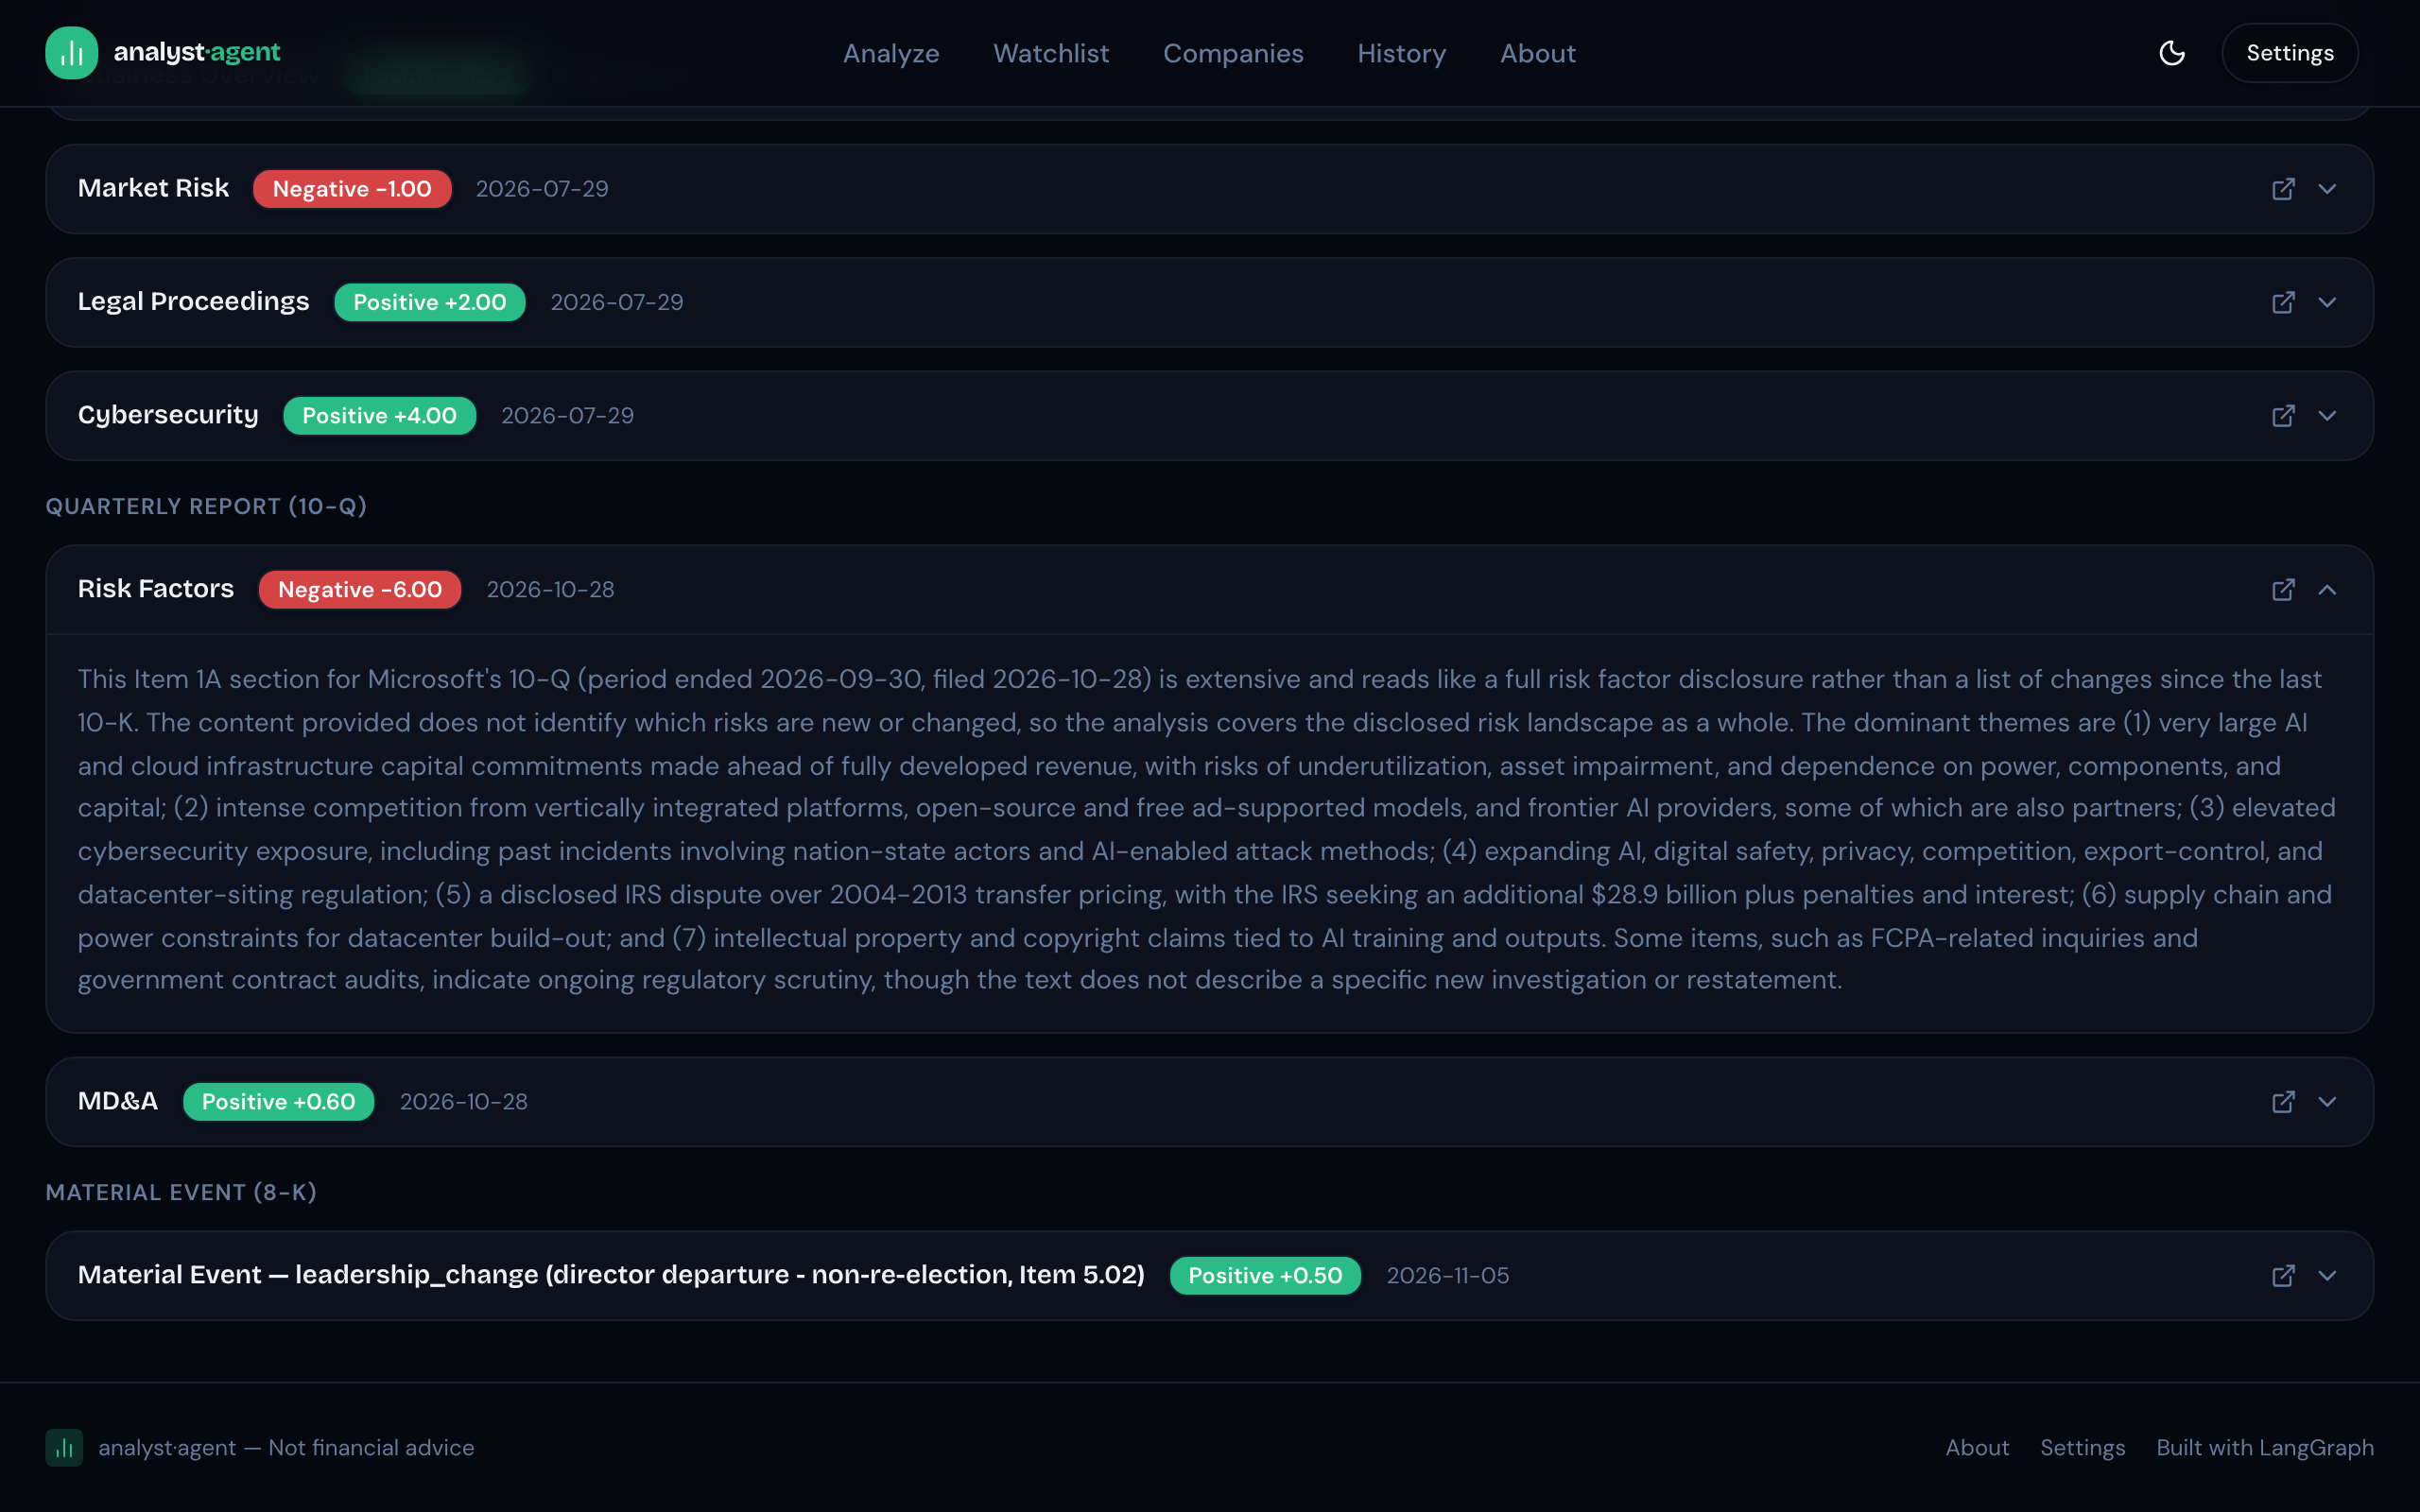 analyst·agent
Analyze
Watchlist
Companies
History
About
Settings
Business Overview
Market Risk
Negative -1.00
2026-07-29
Legal Proceedings
Positive +2.00
2026-07-29
Cybersecurity
Positive +4.00
2026-07-29
QUARTERLY REPORT (10-Q)
Risk Factors
Negative -6.00
2026-10-28
This Item 1A section for Microsoft's 10-Q (period ended 2026-09-30, filed 2026-10-28) is extensive and reads like a full risk factor disclosure rather than a list of changes since the last
10-K. The content provided does not identify which risks are new or changed, so the analysis covers the disclosed risk landscape as a whole. The dominant themes are (1) very large AI
and cloud infrastructure capital commitments made ahead of fully developed revenue, with risks of underutilization, asset impairment, and dependence on power, components, and
capital; (2) intense competition from vertically integrated platforms, open-source and free ad-supported models, and frontier AI providers, some of which are also partners; (3) elevated
cybersecurity exposure, including past incidents involving nation-state actors and AI-enabled attack methods; (4) expanding AI, digital safety, privacy, competition, export-control, and
datacenter-siting regulation; (5) a disclosed IRS dispute over 2004-2013 transfer pricing, with the IRS seeking an additional $28.9 billion plus penalties and interest; (6) supply chain and
power constraints for datacenter build-out; and (7) intellectual property and copyright claims tied to AI training and outputs. Some items, such as FCPA-related inquiries and
government contract audits, indicate ongoing regulatory scrutiny, though the text does not describe a specific new investigation or restatement.
MD&A
Positive +0.60
2026-10-28
MATERIAL EVENT (8-K)
Material Event — leadership_change (director departure - non-re-election, Item 5.02)
Positive +0.50
2026-11-05
analyst·agent — Not financial advice
About
Settings
Built with LangGraph